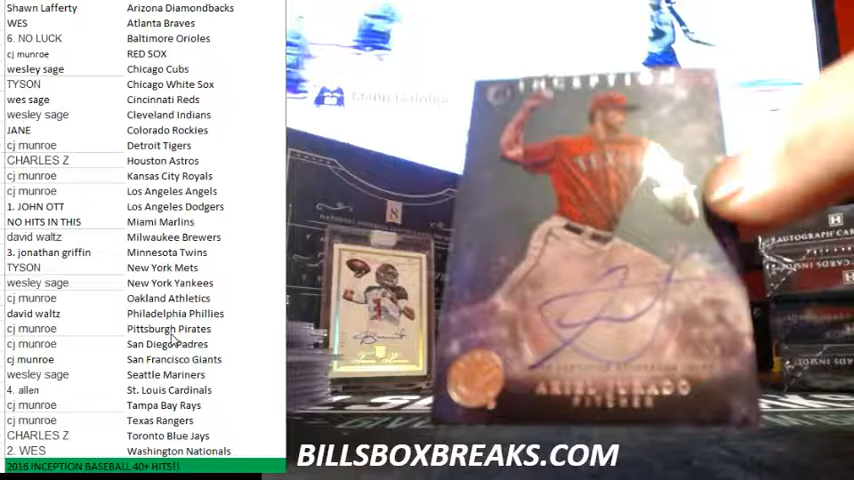 Shawn Lafferty Arizona Diamondbacks
WES Atlanta Braves
6. NO LUCK Baltimore Orioles
cj munroe RED SOX
wesley sage Chicago Cubs
TYSON Chicago White Sox
wes sage Cincinnati Reds
wesley sage Cleveland Indians
JANE Colorado Rockies
cj munroe Detroit Tigers
CHARLES Z Houston Astros
cj munroe Kansas City Royals
cj munroe Los Angeles Angels
1. JOHN OTT Los Angeles Dodgers
NO HITS IN THIS Miami Marlins
david waltz Milwaukee Brewers
3. jonathan griffin Minnesota Twins
TYSON New York Mets
wesley sage New York Yankees
cj munroe Oakland Athletics
david waltz Philadelphia Phillies
cj munroe Pittsburgh Pirates
cj munroe San Diego Padres
cj munroe San Francisco Giants
wesley sage Seattle Mariners
4. allen St. Louis Cardinals
cj munroe Tampa Bay Rays
cj munroe Texas Rangers
CHARLES Z Toronto Blue Jays
2. WES Washington Nationals
2016 INCEPTION BASEBALL 40+ HITS!!
INCEPTION
TEXAS
PITCHER
8
BILLSBOXBREAKS.COM